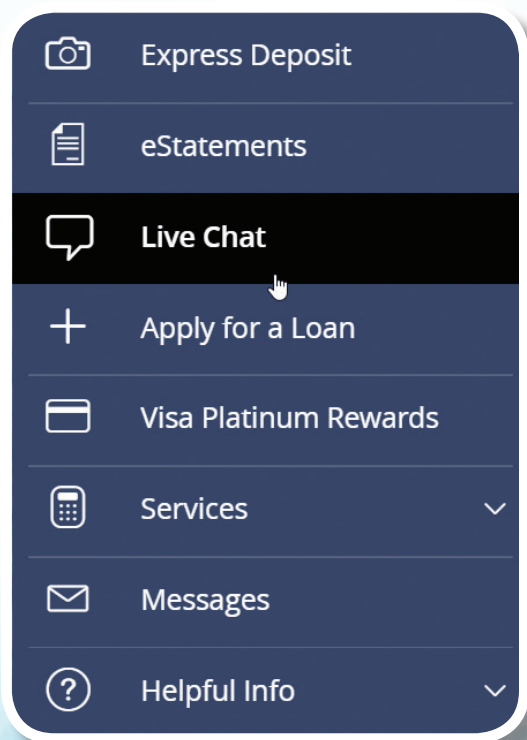 Express Deposit
eStatements
Live Chat
Apply for a Loan
Visa Platinum Rewards
Services
Messages
Helpful Info